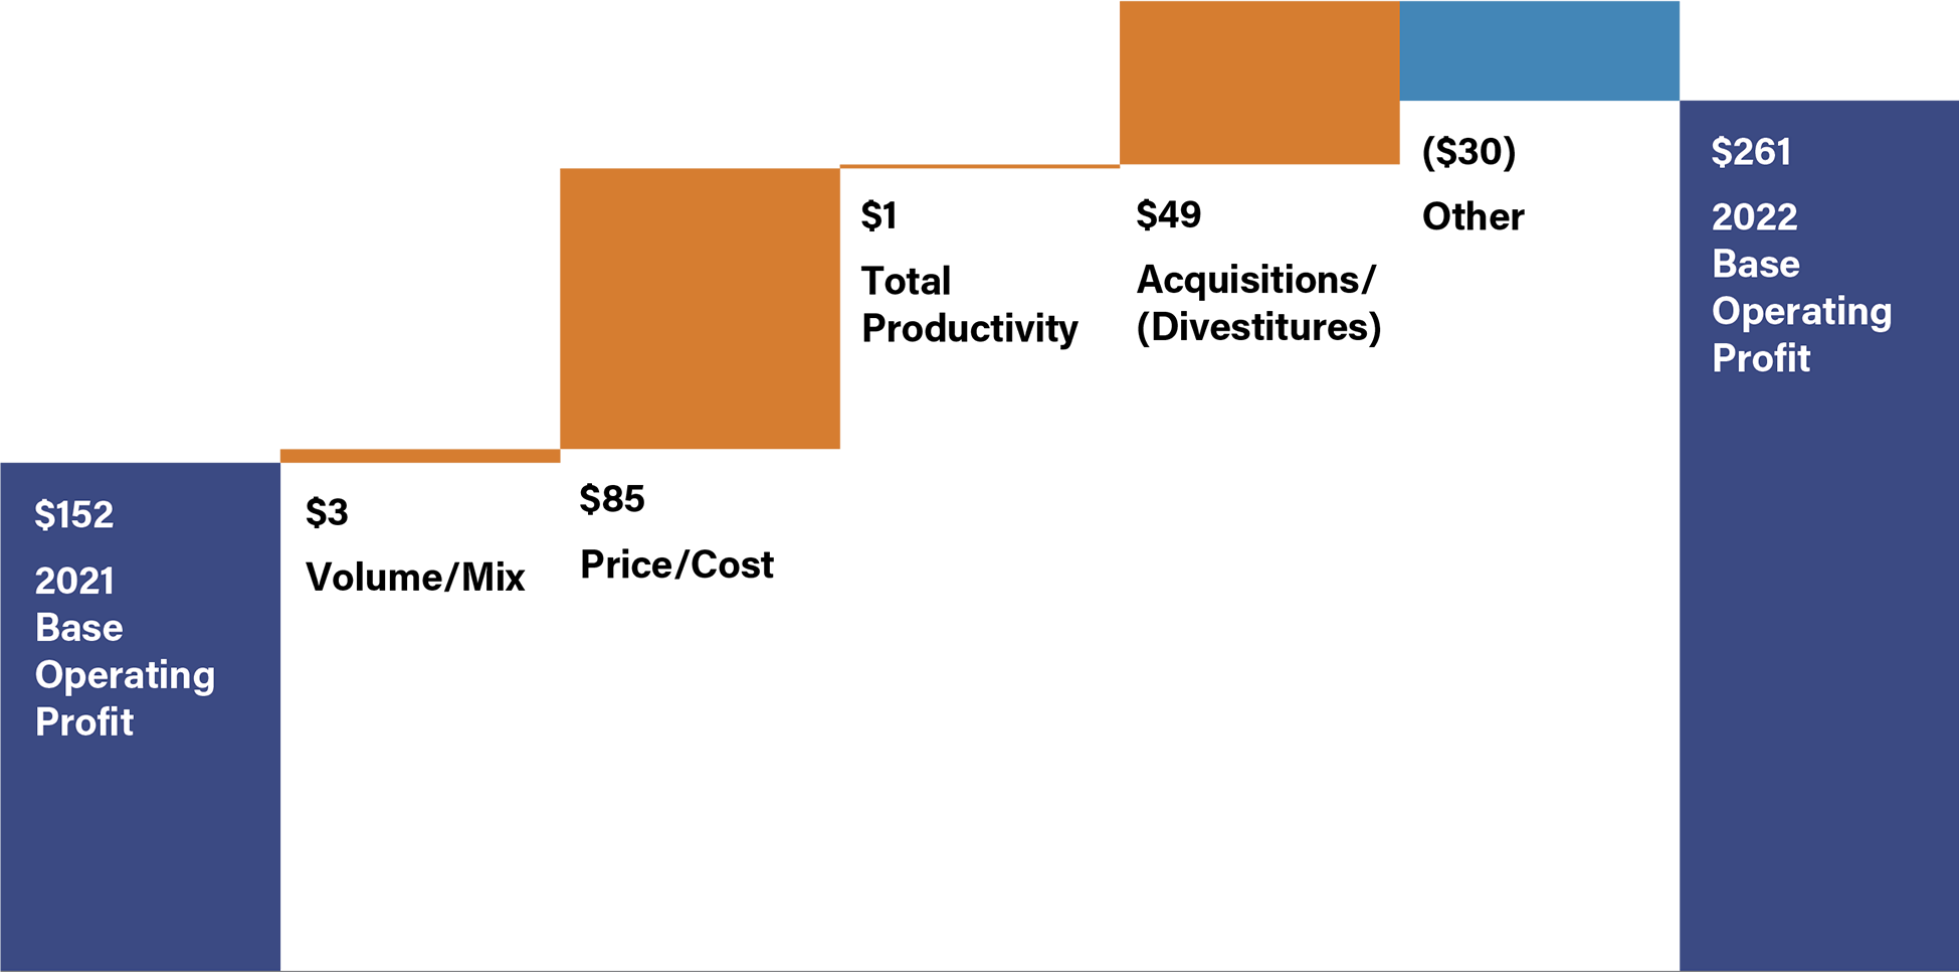 $152
2021
Base
Operating
Profit
$3
Volume/Mix
$85
Price/Cost
$1
Total
Productivity
$49
Acquisitions/
(Divestitures)
($30)
Other
$261
2022
Base
Operating
Profit